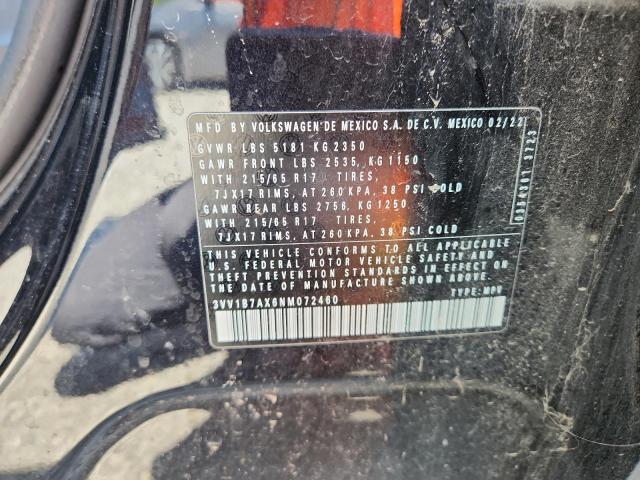 MFD BY VOLKSWAGEN DE MEXICO S.A. DE C.V. MEXICO 02/22
GVWR LBS 5181 KG 2350
GAWR FRONT LBS 2535, KG 1150
WITH 215/65 R17 TIRES,
7JX17 RIMS, AT 260 KPA, 38 PSI COLD
GAWR REAR LBS 2756, KG 1250,
WITH 215/65 R17 TIRES,
7JX17 RIMS, AT 260 KPA, 38 PSI COLD
THIS VEHICLE CONFORMS TO ALL APPLICABLE
U.S. FEDERAL MOTOR VEHICLE SAFETY AND
THEFT PREVENTION STANDARDS IN EFFECT ON
THE DATE OF MANUFACTURE SHOWN ABOVE.
3VV1B7AX6NM072460 TYPE: MPV
3723